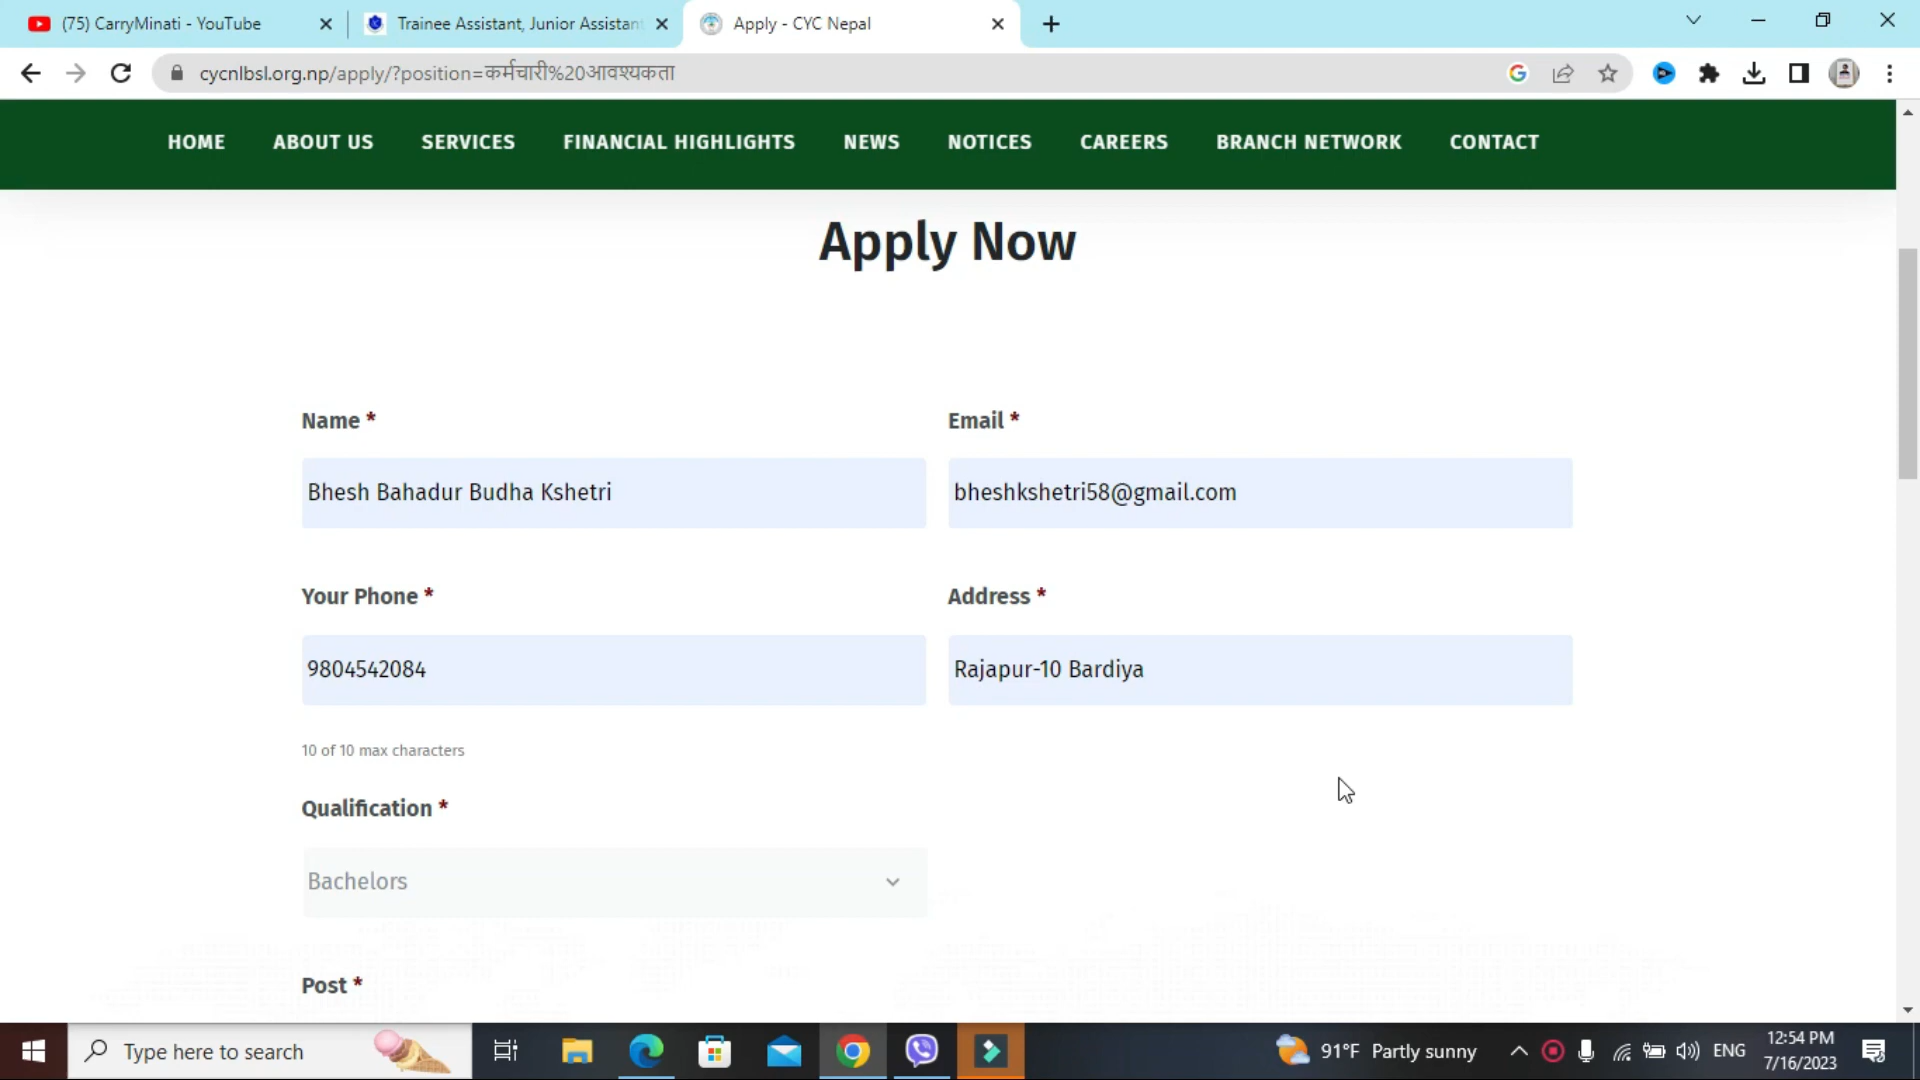 (75) CarryMinati - YouTube
Trainee Assistant, Junior Assistant
Apply - CYC Nepal
cycnlbsl.org.np/apply/?position=कर्मचारी%20आवश्यकता
HOME ABOUT US SERVICES FINANCIAL HIGHLIGHTS NEWS NOTICES CAREERS BRANCH NETWORK CONTACT
Apply Now
Name * Email *
Bhesh Bahadur Budha Kshetri bheshkshetri58@gmail.com
Your Phone * Address *
9804542084 Rajapur-10 Bardiya
10 of 10 max characters
Qualification *
Bachelors
Post *
Type here to search
91°F Partly sunny
ENG
12:54 PM
7/16/2023